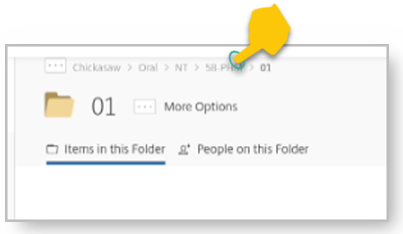 ··· Chickasaw > Oral > NT > 58-PHM > 01
01 ··· More Options
Items in this Folder People on this Folder